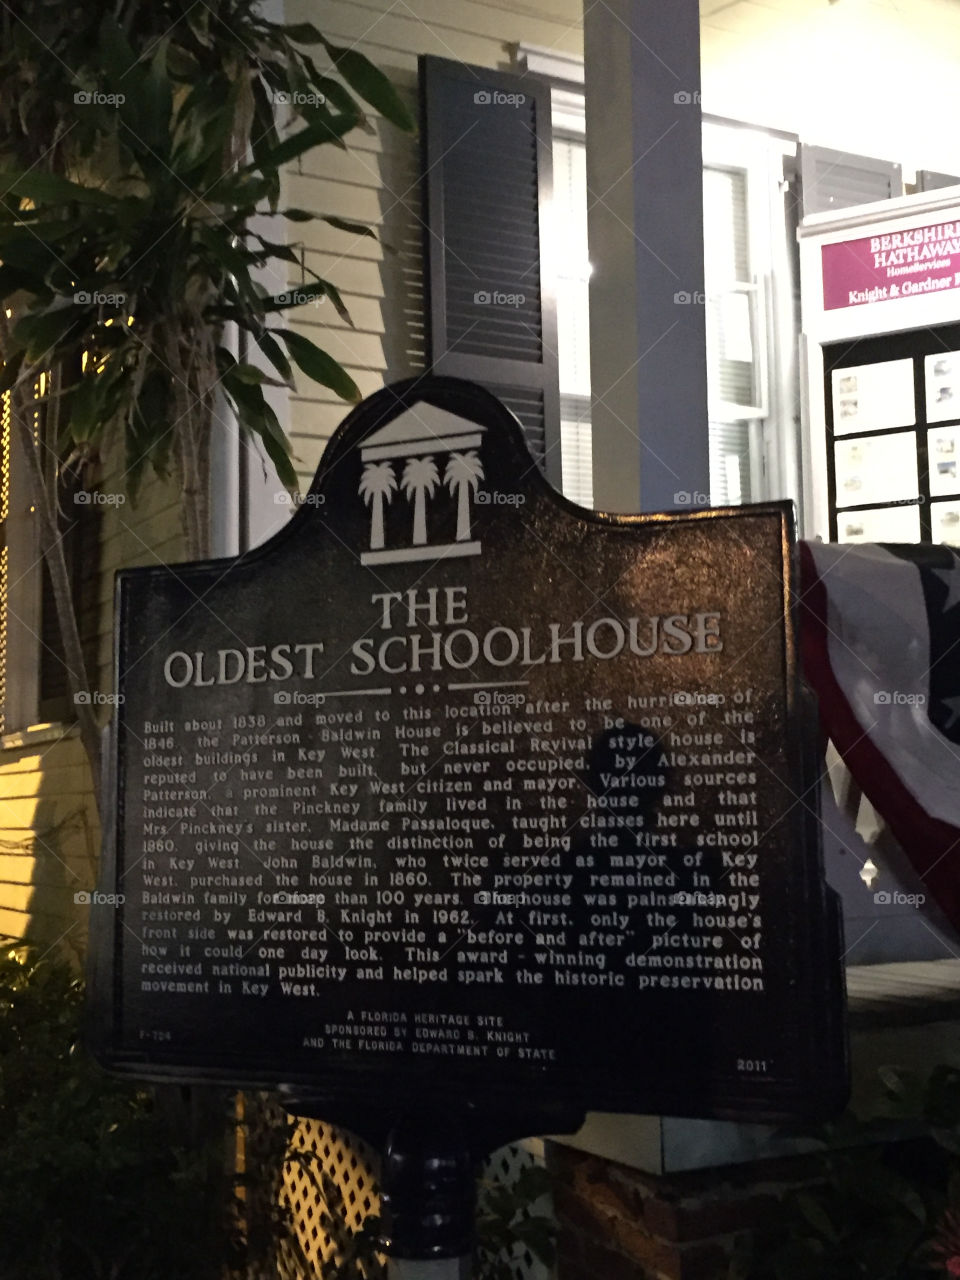 BERKSHIRE
HATHAWAY
HomeServices
Knight & Gardner
THE
OLDEST SCHOOLHOUSE
Built about 1838 and moved to this location after the hurricane of
1846, the Patterson - Baldwin House is believed to be one of the
oldest buildings in Key West. The Classical Revival style house is
reputed to have been built, but never occupied, by Alexander
Patterson, a prominent Key West citizen and mayor. Various sources
indicate that the Pinckney family lived in the house and that
Mrs. Pinckney's sister, Madame Passaloque, taught classes here until
1860, giving the house the distinction of being the first school
in Key West. John Baldwin, who twice served as mayor of Key
West, purchased the house in 1860. The property remained in the
Baldwin family for more than 100 years. The house was painstakingly
restored by Edward B. Knight in 1962. At first, only the house's
front side was restored to provide a "before and after" picture of
how it could one day look. This award - winning demonstration
received national publicity and helped spark the historic preservation
movement in Key West.
A FLORIDA HERITAGE SITE
SPONSORED BY EDWARD B. KNIGHT
AND THE FLORIDA DEPARTMENT OF STATE
2011
foap